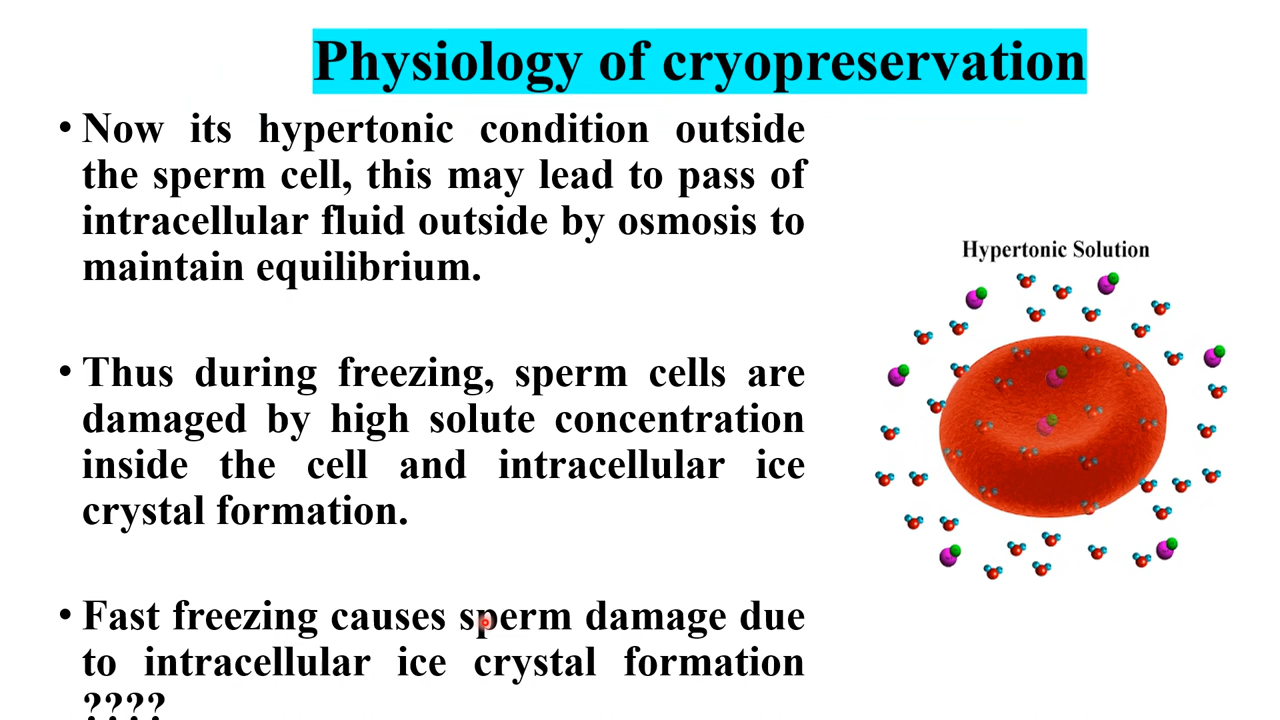 Physiology of cryopreservation
• Now its hypertonic condition outside
the sperm cell, this may lead to pass of
intracellular fluid outside by osmosis to
maintain equilibrium.
Hypertonic Solution
• Thus during freezing, sperm cells are
damaged by high solute concentration
inside the cell and intracellular ice
crystal formation.
• Fast freezing causes sperm damage due
to intracellular ice crystal formation
????